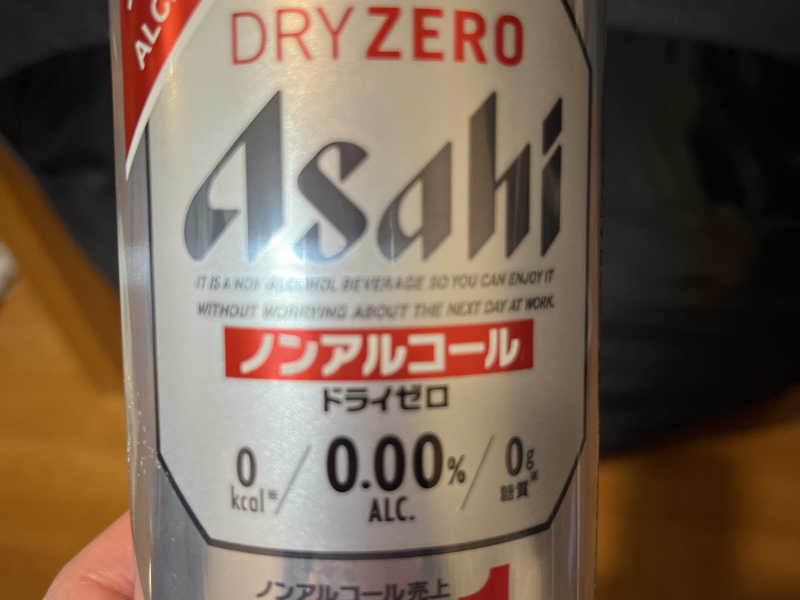 ALC
DRY ZERO
Asahi
IT IS A NON-ALCOHOL BEVERAGE SO YOU CAN ENJOY IT
WITHOUT WORRYING ABOUT THE NEXT DAY AT WORK.
ノンアルコール
ドライゼロ
0 kcal※ / 0.00% ALC. / 0g 糖質※
ノンアルコール売上 1